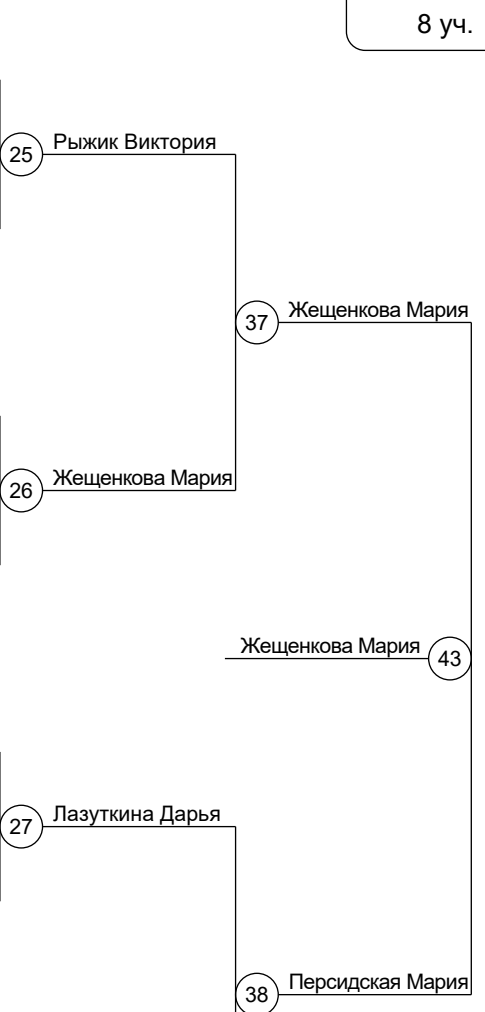 8 уч.
25 Рыжик Виктория
37 Жещенкова Мария
26 Жещенкова Мария
Жещенкова Мария 43
27 Лазуткина Дарья
38 Персидская Мария